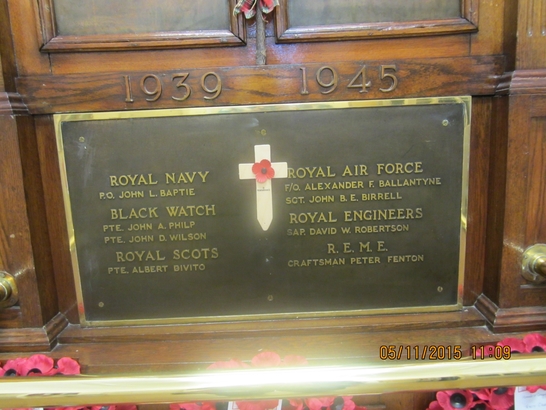 1939 1945
ROYAL NAVY
P.O. JOHN L. BAPTIE
BLACK WATCH
PTE. JOHN A. PHILP
PTE. JOHN D. WILSON
ROYAL SCOTS
PTE. ALBERT DIVITO
ROYAL AIR FORCE
F/O. ALEXANDER F. BALLANTYNE
SGT. JOHN B. E. BIRRELL
ROYAL ENGINEERS
SAP. DAVID W. ROBERTSON
R.E.M.E.
CRAFTSMAN PETER FENTON
05/11/2015 11:09